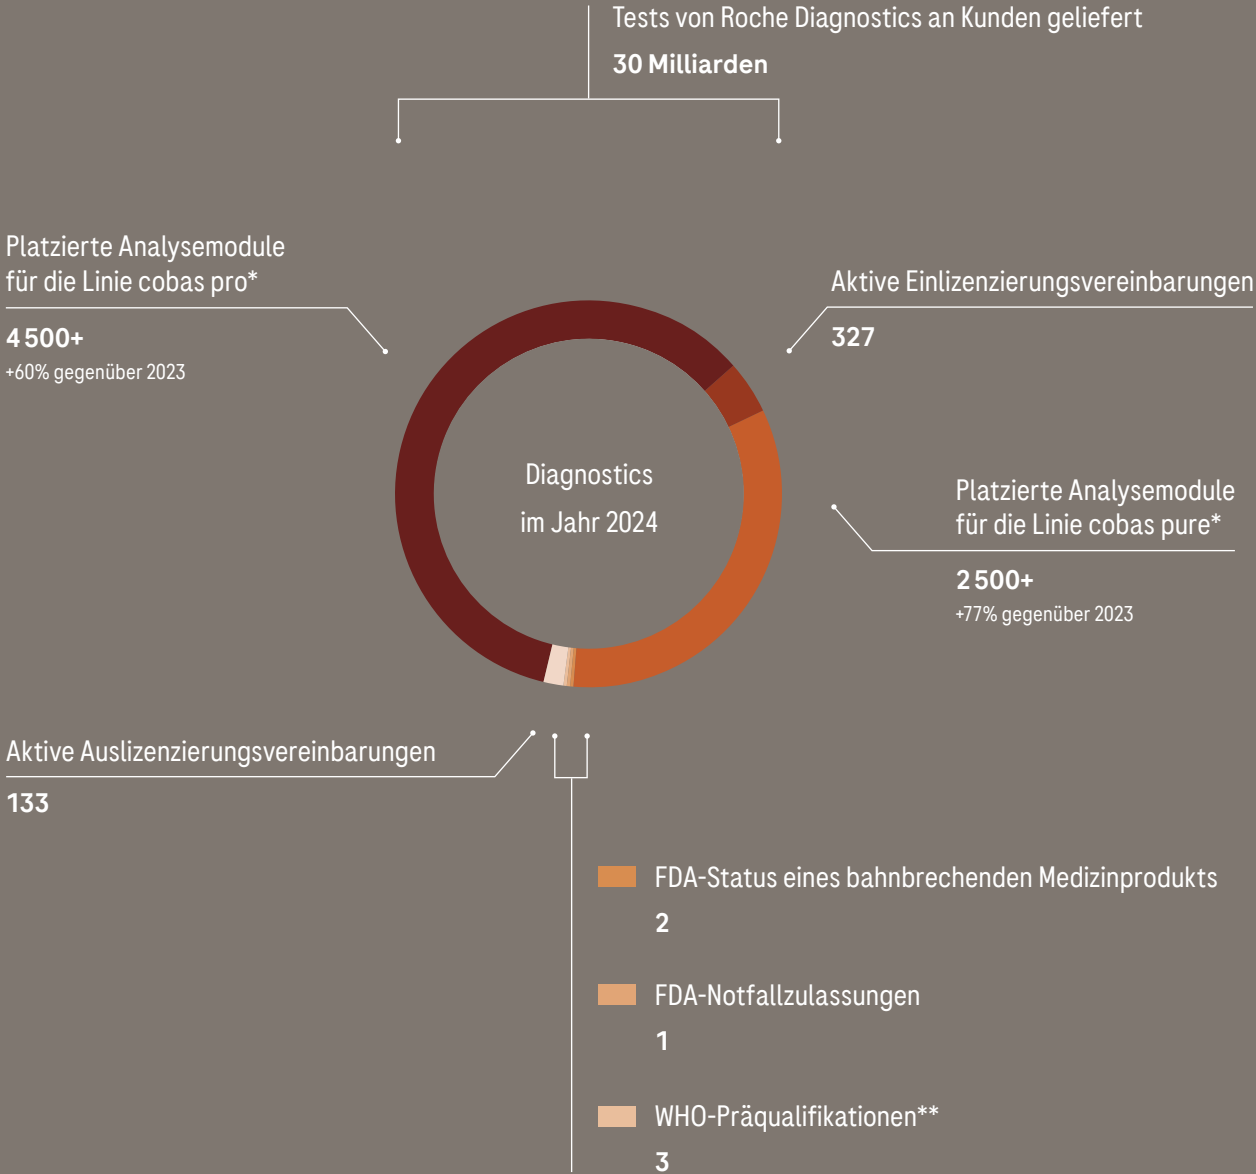 Tests von Roche Diagnostics an Kunden geliefert
30 Milliarden
Platzierte Analysemodule
für die Linie cobas pro*
4 500+
+60% gegenüber 2023
Aktive Einlizenzierungsvereinbarungen
327
Diagnostics
im Jahr 2024
Platzierte Analysemodule
für die Linie cobas pure*
2 500+
+77% gegenüber 2023
Aktive Auslizenzierungsvereinbarungen
133
FDA-Status eines bahnbrechenden Medizinprodukts
2
FDA-Notfallzulassungen
1
WHO-Präqualifikationen**
3